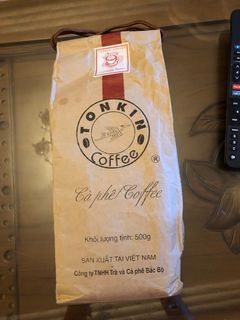 TONKIN
Coffee
®
Cà phê/Coffee
Khối lượng tịnh: 500g
SẢN XUẤT TẠI VIỆT NAM
Công ty TNHH Trà và Cà phê Bắc Bộ